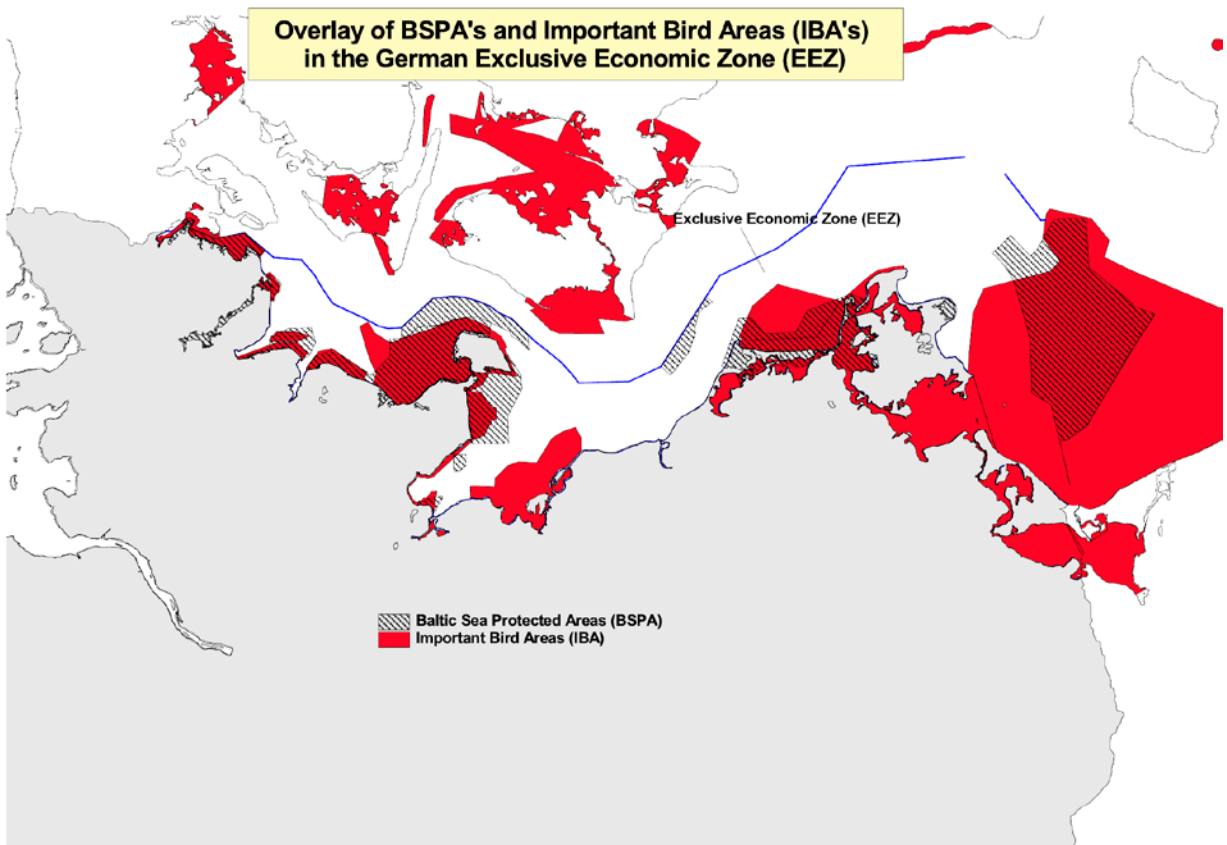 Overlay of BSPA's and Important Bird Areas (IBA's)
in the German Exclusive Economic Zone (EEZ)
Exclusive Economic Zone (EEZ)
Baltic Sea Protected Areas (BSPA)
Important Bird Areas (IBA)